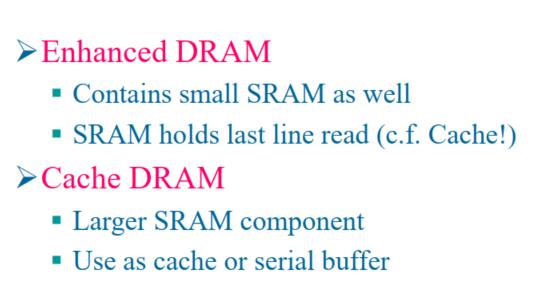 ➢Enhanced DRAM
▪ Contains small SRAM as well
▪ SRAM holds last line read (c.f. Cache!)
➢Cache DRAM
▪ Larger SRAM component
▪ Use as cache or serial buffer